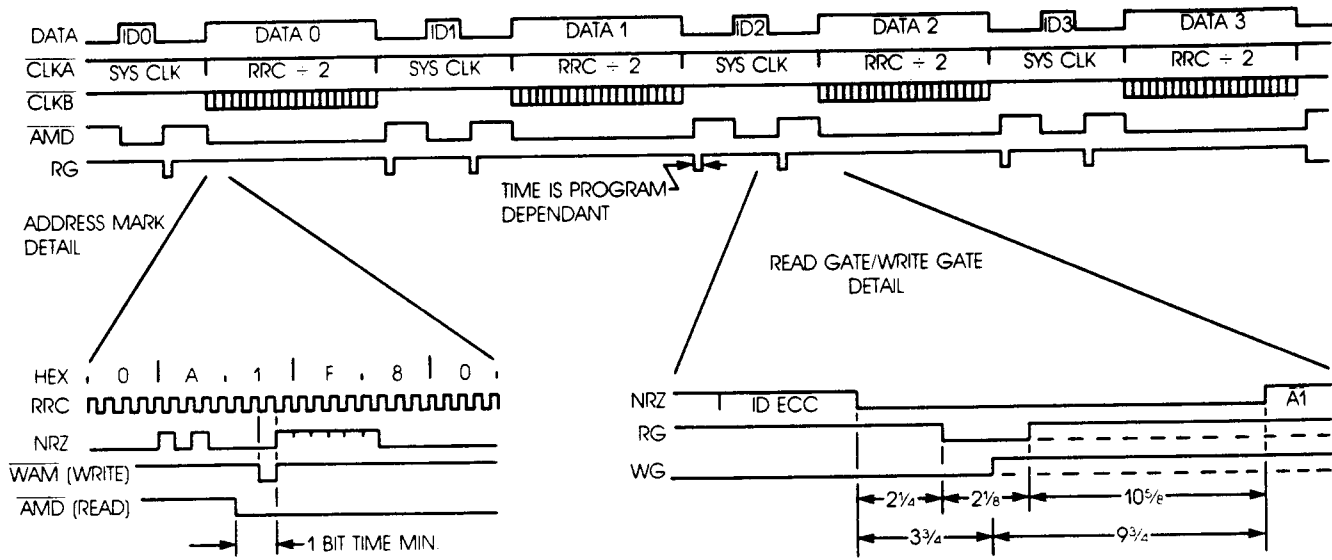 DATA ID0 DATA 0 ID1 DATA 1 ID2 DATA 2 ID3 DATA 3
CLKA SYS CLK RRC ÷ 2 SYS CLK RRC ÷ 2 SYS CLK RRC ÷ 2 SYS CLK RRC ÷ 2
CLKB
AMD
RG
TIME IS PROGRAM
DEPENDANT
ADDRESS MARK
DETAIL
READ GATE/WRITE GATE
DETAIL
HEX 0 A 1 F 8 0
RRC
NRZ
WAM (WRITE)
AMD (READ)
1 BIT TIME MIN.
NRZ ID ECC A1
RG
WG
2¼ 2⅛ 10⅝
3¾ 9¾